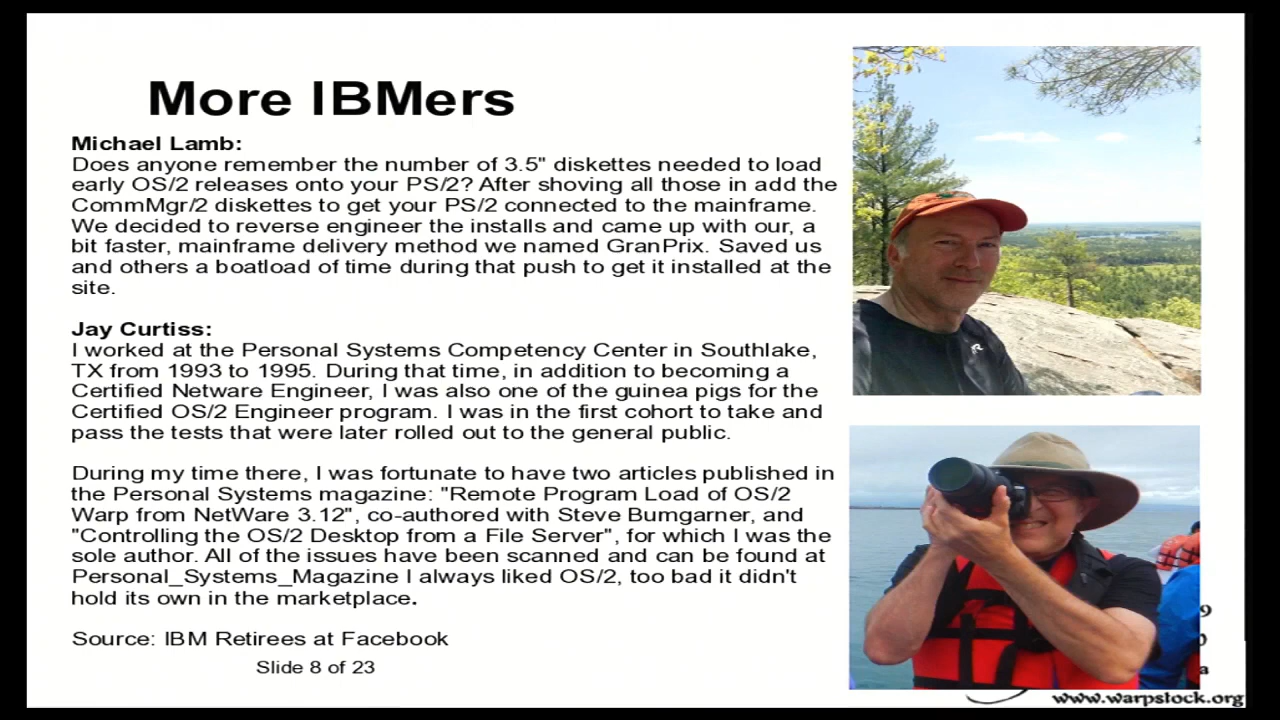 More IBMers
Michael Lamb:
Does anyone remember the number of 3.5" diskettes needed to load
early OS/2 releases onto your PS/2? After shoving all those in add the
CommMgr/2 diskettes to get your PS/2 connected to the mainframe.
We decided to reverse engineer the installs and came up with our, a
bit faster, mainframe delivery method we named GranPrix. Saved us
and others a boatload of time during that push to get it installed at the
site.
Jay Curtiss:
I worked at the Personal Systems Competency Center in Southlake,
TX from 1993 to 1995. During that time, in addition to becoming a
Certified Netware Engineer, I was also one of the guinea pigs for the
Certified OS/2 Engineer program. I was in the first cohort to take and
pass the tests that were later rolled out to the general public.
During my time there, I was fortunate to have two articles published in
the Personal Systems magazine: "Remote Program Load of OS/2
Warp from NetWare 3.12", co-authored with Steve Bumgarner, and
"Controlling the OS/2 Desktop from a File Server", for which I was the
sole author. All of the issues have been scanned and can be found at
Personal_Systems_Magazine I always liked OS/2, too bad it didn't
hold its own in the marketplace.
Source: IBM Retirees at Facebook
Slide 8 of 23
www.warpstock.org